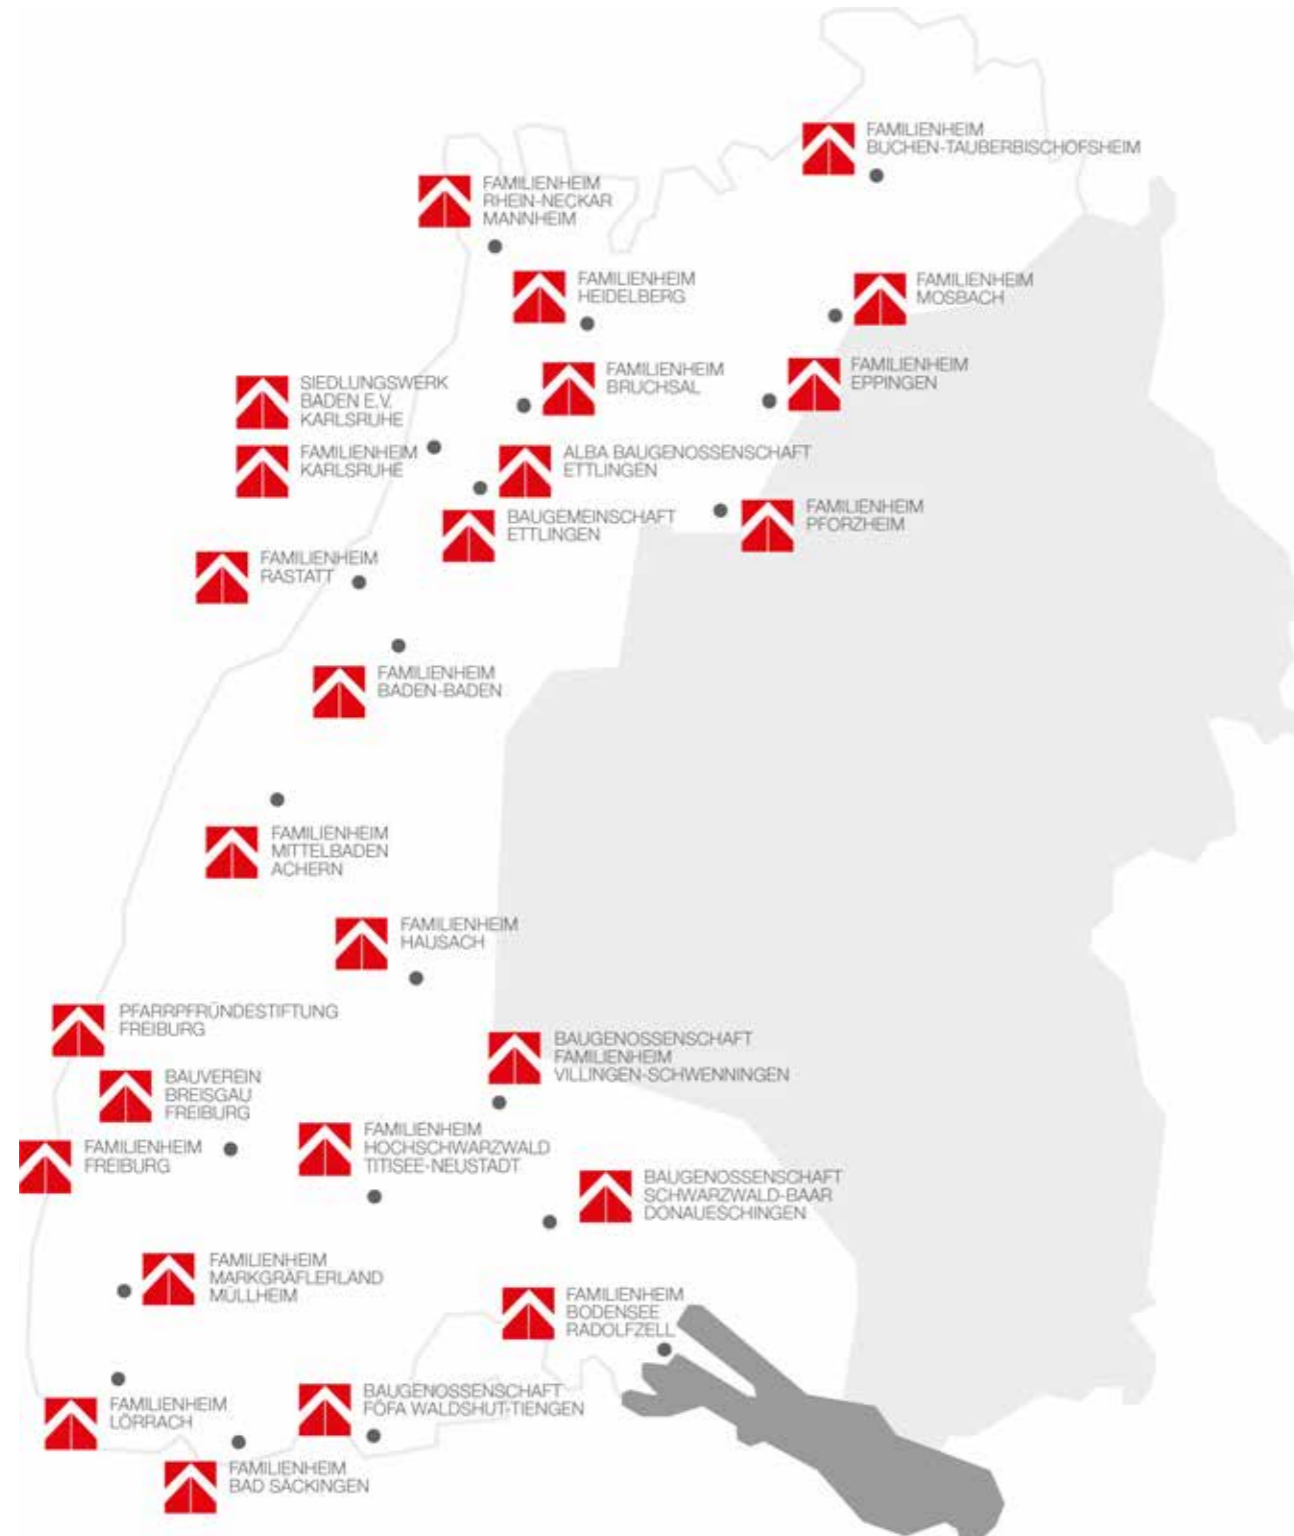 FAMILIENHEIM
BUCHEN-TAUBERBISCHOFSHEIM
FAMILIENHEIM
RHEIN-NECKAR
MANNHEIM
FAMILIENHEIM
HEIDELBERG
FAMILIENHEIM
MOSBACH
FAMILIENHEIM
BRUCHSAL
FAMILIENHEIM
EPPINGEN
SIEDLUNGSWERK
BADEN E.V.
KARLSRUHE
FAMILIENHEIM
KARLSRUHE
ALBA BAUGENOSSENSCHAFT
ETTLINGEN
BAUGEMEINSCHAFT
ETTLINGEN
FAMILIENHEIM
PFORZHEIM
FAMILIENHEIM
RASTATT
FAMILIENHEIM
BADEN-BADEN
FAMILIENHEIM
MITTELBADEN
ACHERN
FAMILIENHEIM
HAUSACH
PFARRPFRÜNDESTIFTUNG
FREIBURG
BAUGENOSSENSCHAFT
FAMILIENHEIM
VILLINGEN-SCHWENNINGEN
BAUVEREIN
BREISGAU
FREIBURG
FAMILIENHEIM
HOCHSCHWARZWALD
TITISEE-NEUSTADT
FAMILIENHEIM
FREIBURG
BAUGENOSSENSCHAFT
SCHWARZWALD-BAAR
DONAUESCHINGEN
FAMILIENHEIM
MARKGRÄFLERLAND
MÜLLHEIM
FAMILIENHEIM
BODENSEE
RADOLFZELL
BAUGENOSSENSCHAFT
FÖFA WALDSHUT-TIENGEN
FAMILIENHEIM
LÖRRACH
FAMILIENHEIM
BAD SÄCKINGEN